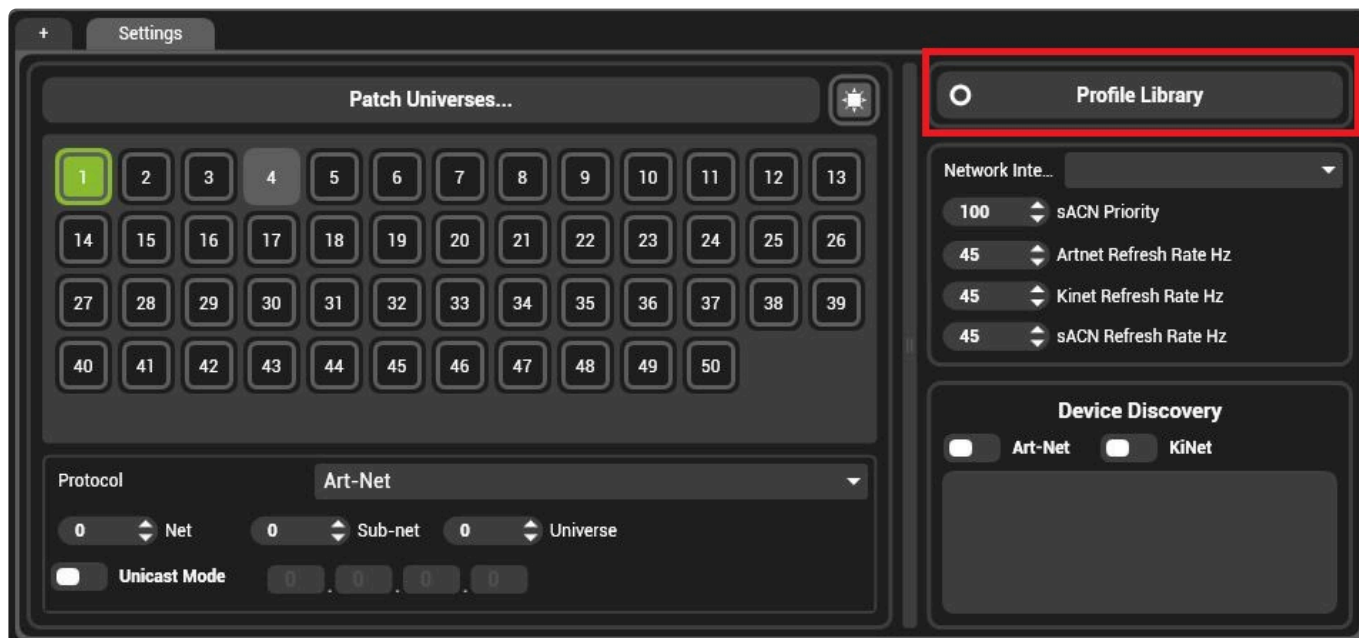 +
Settings
Patch Universes...
1 2 3 4 5 6 7 8 9 10 11 12 13
14 15 16 17 18 19 20 21 22 23 24 25 26
27 28 29 30 31 32 33 34 35 36 37 38 39
40 41 42 43 44 45 46 47 48 49 50
Protocol Art-Net
0 Net 0 Sub-net 0 Universe
Unicast Mode 0 . 0 . 0 . 0
Profile Library
Network Inte...
100 sACN Priority
45 Artnet Refresh Rate Hz
45 Kinet Refresh Rate Hz
45 sACN Refresh Rate Hz
Device Discovery
Art-Net KiNet